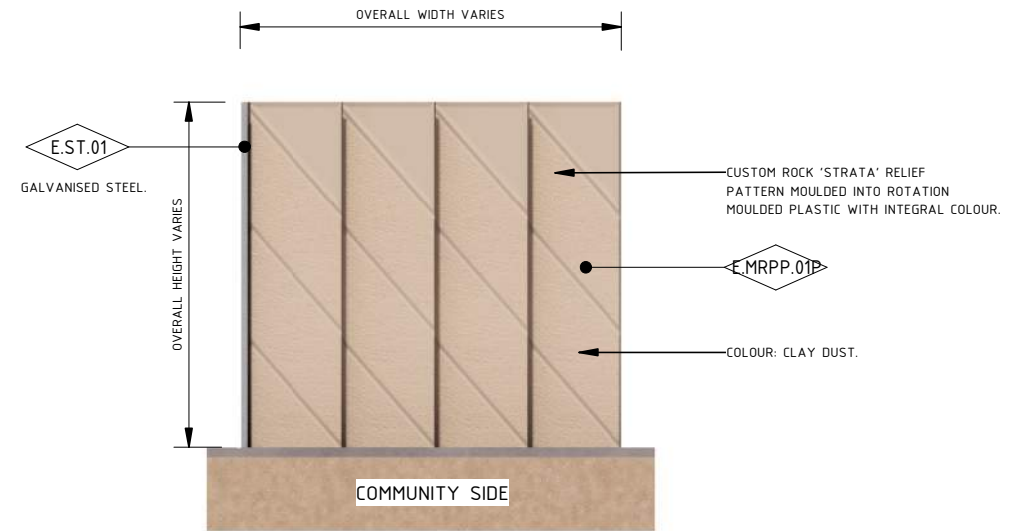 OVERALL WIDTH VARIES
E.ST.01
GALVANISED STEEL.
OVERALL HEIGHT VARIES
CUSTOM ROCK 'STRATA' RELIEF
PATTERN MOULDED INTO ROTATION
MOULDED PLASTIC WITH INTEGRAL COLOUR.
E.MRPP.01P
COLOUR: CLAY DUST.
COMMUNITY SIDE